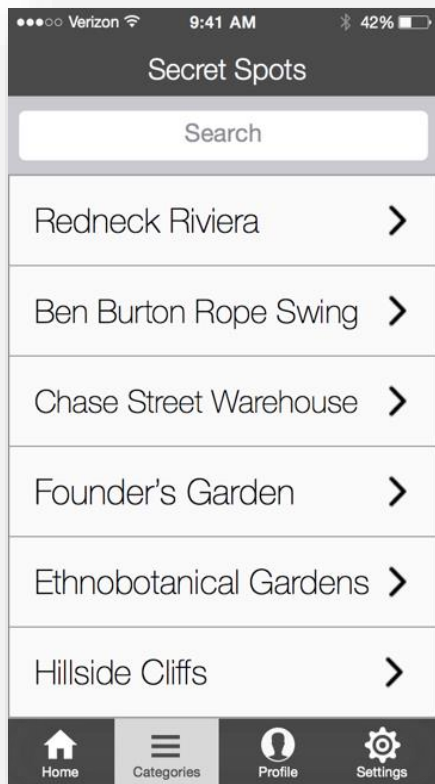 Verizon 9:41 AM 42%
Secret Spots
Search
Redneck Riviera
Ben Burton Rope Swing
Chase Street Warehouse
Founder’s Garden
Ethnobotanical Gardens
Hillside Cliffs
Home Categories Profile Settings